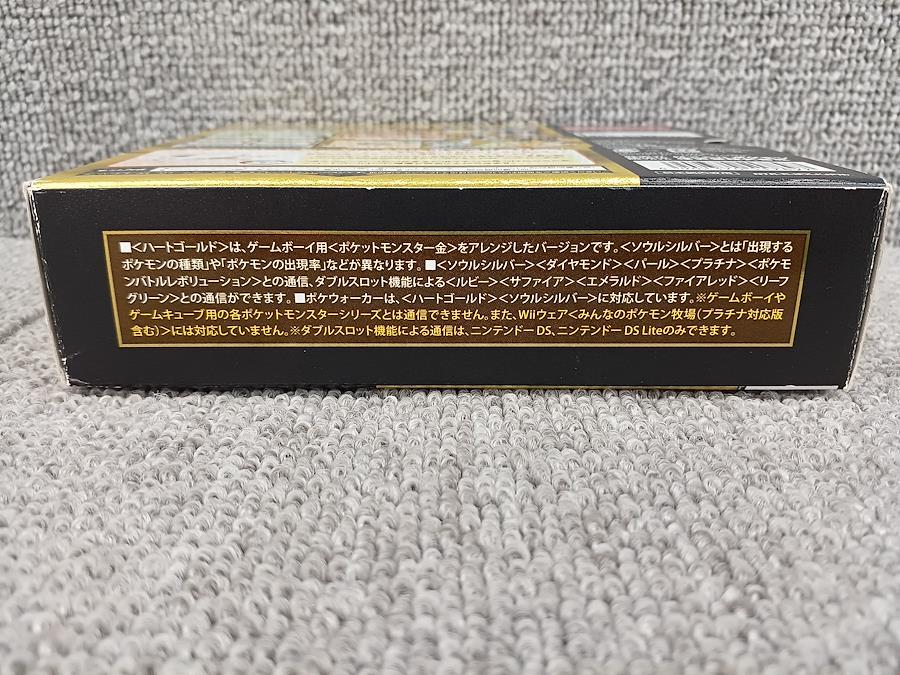 ■<ハートゴールド>は、ゲームボーイ用<ポケットモンスター金>をアレンジしたバージョンです。<ソウルシルバー>とは「出現する
ポケモンの種類」や「ポケモンの出現率」などが異なります。■<ソウルシルバー><ダイヤモンド><パール><プラチナ><ポケモ
ンバトルレボリューション>との通信、ダブルスロット機能による<ルビー><サファイア><エメラルド><ファイアレッド><リーフ
グリーン>との通信ができます。■ポケウォーカーは、<ハートゴールド><ソウルシルバー>に対応しています。※ゲームボーイや
ゲームキューブ用の各ポケットモンスターシリーズとは通信できません。また、Wiiウェア<みんなのポケモン牧場(プラチナ対応版
含む)>には対応していません。※ダブルスロット機能による通信は、ニンテンドーDS、ニンテンドーDS Liteのみできます。